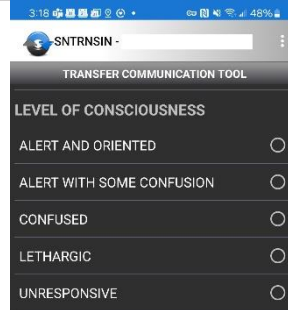 3:18 48%
SNTRNSIN -
TRANSFER COMMUNICATION TOOL
LEVEL OF CONSCIOUSNESS
ALERT AND ORIENTED
ALERT WITH SOME CONFUSION
CONFUSED
LETHARGIC
UNRESPONSIVE